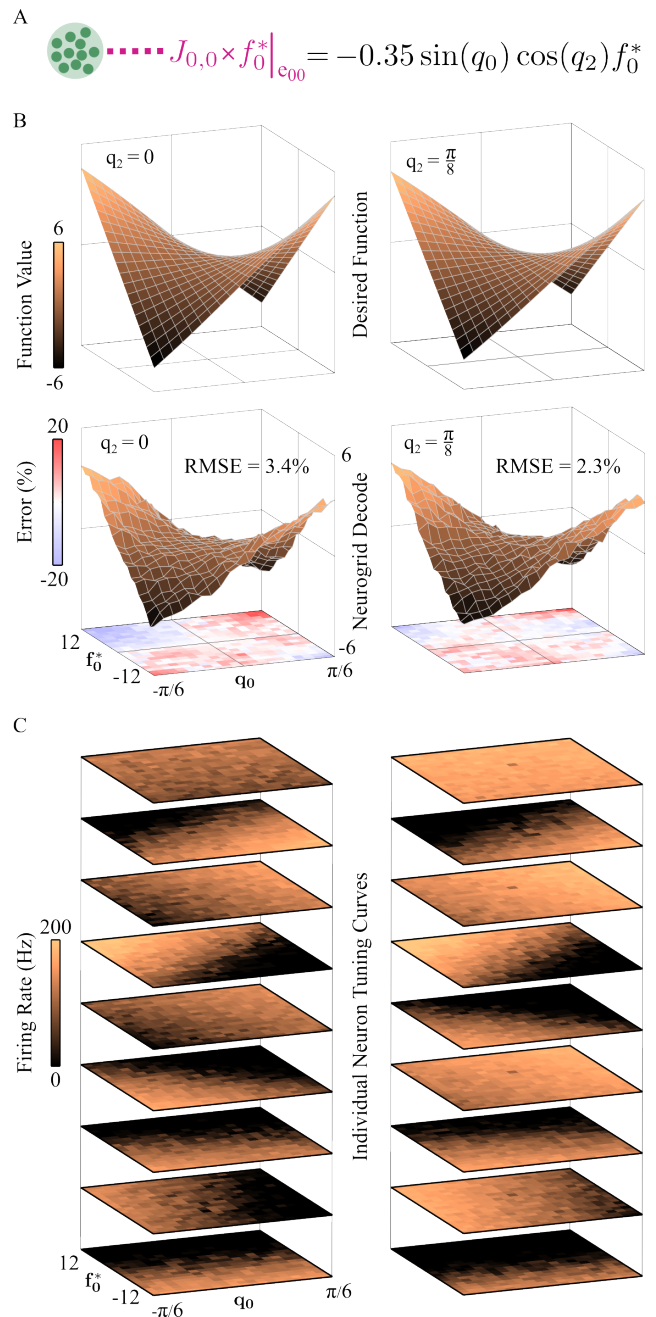 A
J₀,₀ × f₀*|e₀₀ = −0.35 sin(q₀) cos(q₂)f₀*
B
q₂ = 0
q₂ = π/8
6
-6
Function Value
Desired Function
20
-20
Error (%)
q₂ = 0
RMSE = 3.4%
6
-6
q₂ = π/8
RMSE = 2.3%
Neurogrid Decode
12
f₀*
-12
-π/6
q₀
π/6
C
200
0
Firing Rate (Hz)
Individual Neuron Tuning Curves
12
f₀*
-12
-π/6
q₀
π/6